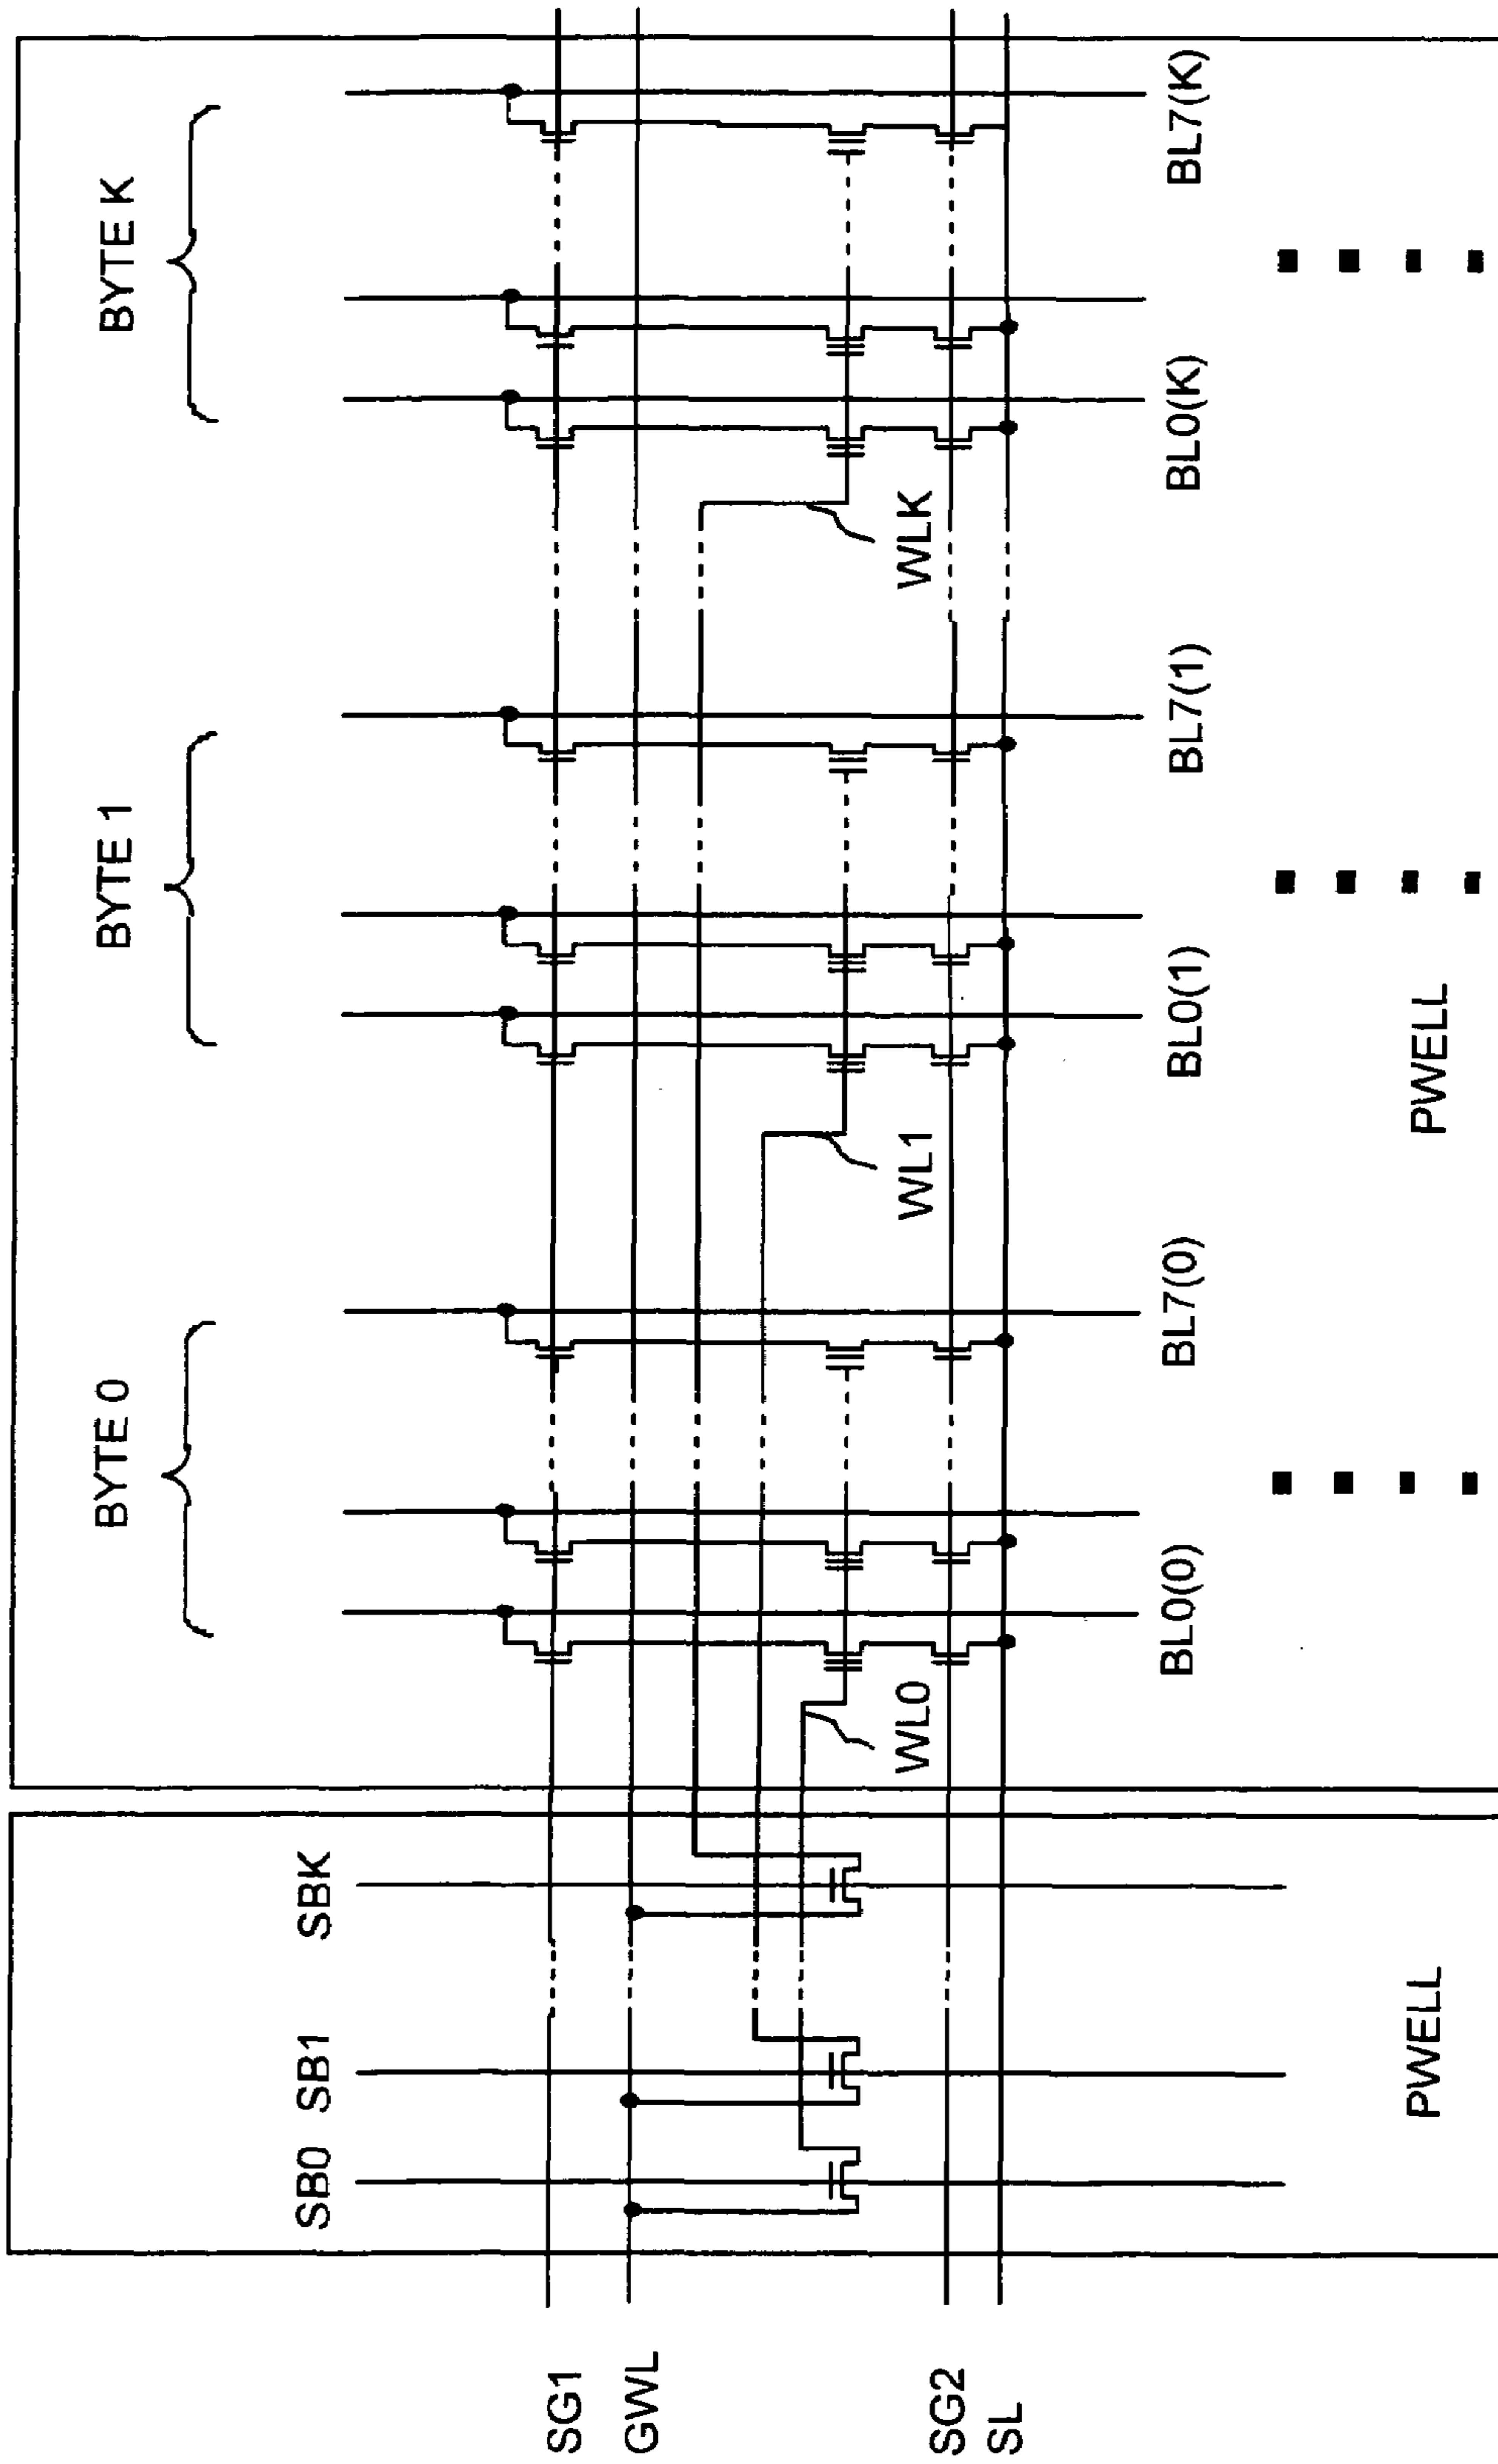 BYTE 0
BYTE 1
BYTE K
SB0
SB1
SBK
SG1
GWL
WL0
WL1
WLK
SG2
SL
BL0(0)
BL7(0)
BL0(1)
BL7(1)
BL0(K)
BL7(K)
PWELL
PWELL